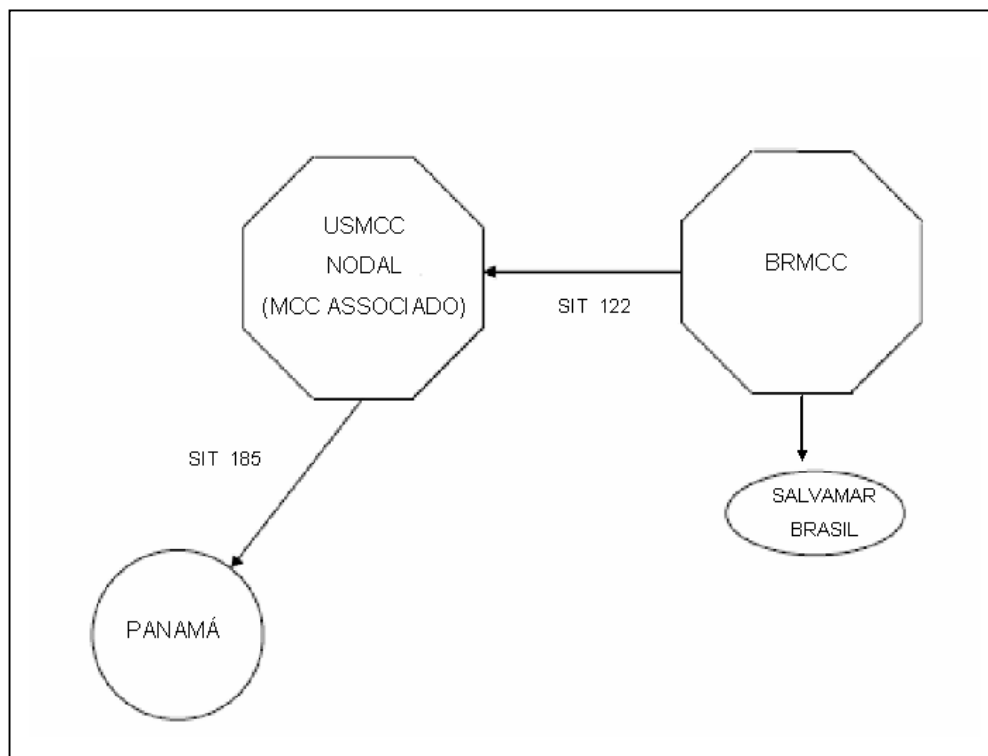 USMCC
NODAL
(MCC ASSOCIADO)
BRMCC
SIT 122
SIT 185
SALVAMAR
BRASIL
PANAMÁ